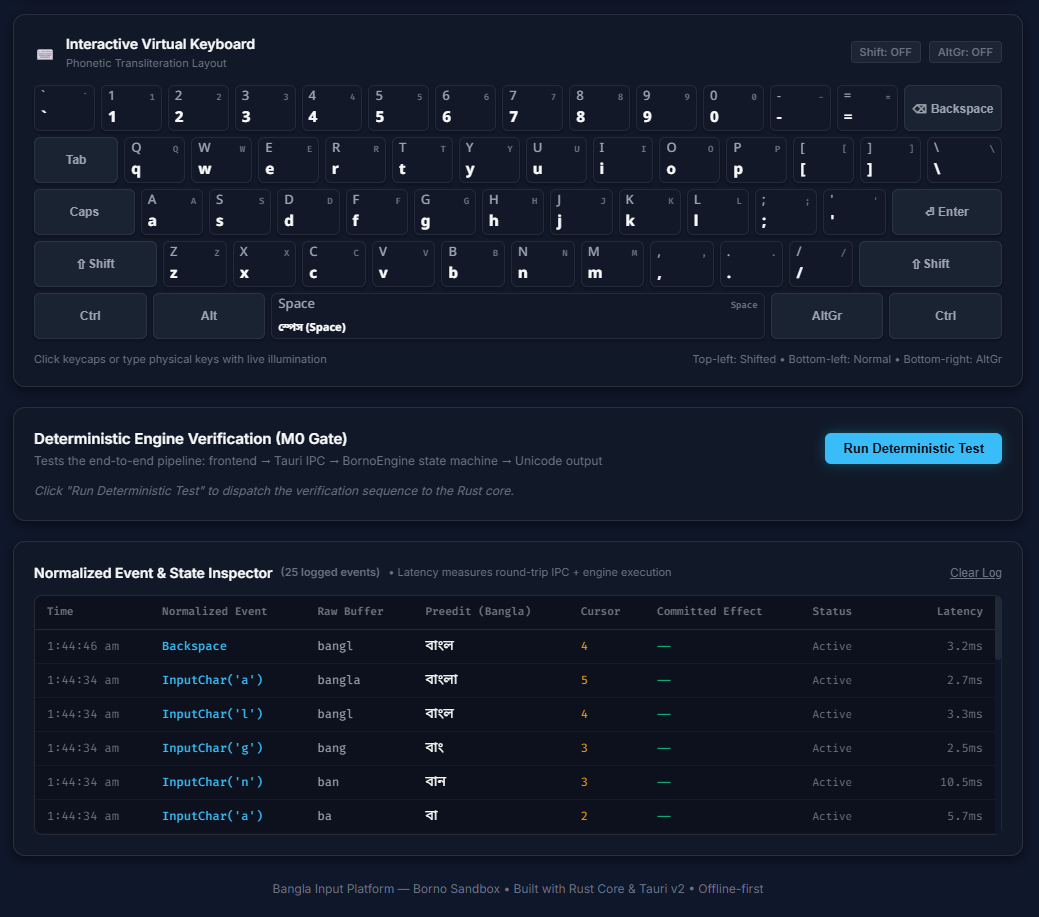 Interactive Virtual Keyboard
Phonetic Transliteration Layout
Shift: OFF AltGr: OFF
` ` ` 1 1 1 2 2 2 3 3 3 4 4 4 5 5 5 6 6 6 7 7 7 8 8 8 9 9 9 0 0 0 - - - = = = ⌫ Backspace
Tab Q Q q W W w E E e R R r T T t Y Y y U U u I I i O O o P P p [ [ [ ] ] ] \ \ \
Caps A A a S S s D D d F F f G G g H H h J J j K K k L L l ; ; ; ' ' ' ⏎ Enter
⇧ Shift Z Z z X X x C C c V V v B B b N N n M M m , , , . . . / / / ⇧ Shift
Ctrl Alt Space Space স্পেস (Space) AltGr Ctrl
Click keycaps or type physical keys with live illumination Top-left: Shifted • Bottom-left: Normal • Bottom-right: AltGr
Deterministic Engine Verification (M0 Gate)
Tests the end-to-end pipeline: frontend → Tauri IPC → BornoEngine state machine → Unicode output
Run Deterministic Test
Click "Run Deterministic Test" to dispatch the verification sequence to the Rust core.
Normalized Event & State Inspector (25 logged events) • Latency measures round-trip IPC + engine execution Clear Log
Time Normalized Event Raw Buffer Preedit (Bangla) Cursor Committed Effect Status Latency
1:44:46 am Backspace bangl বাংল 4 — Active 3.2ms
1:44:34 am InputChar('a') bangla বাংলা 5 — Active 2.7ms
1:44:34 am InputChar('l') bangl বাংল 4 — Active 3.3ms
1:44:34 am InputChar('g') bang বাং 3 — Active 2.5ms
1:44:34 am InputChar('n') ban বান 3 — Active 10.5ms
1:44:34 am InputChar('a') ba বা 2 — Active 5.7ms
Bangla Input Platform — Borno Sandbox • Built with Rust Core & Tauri v2 • Offline-first